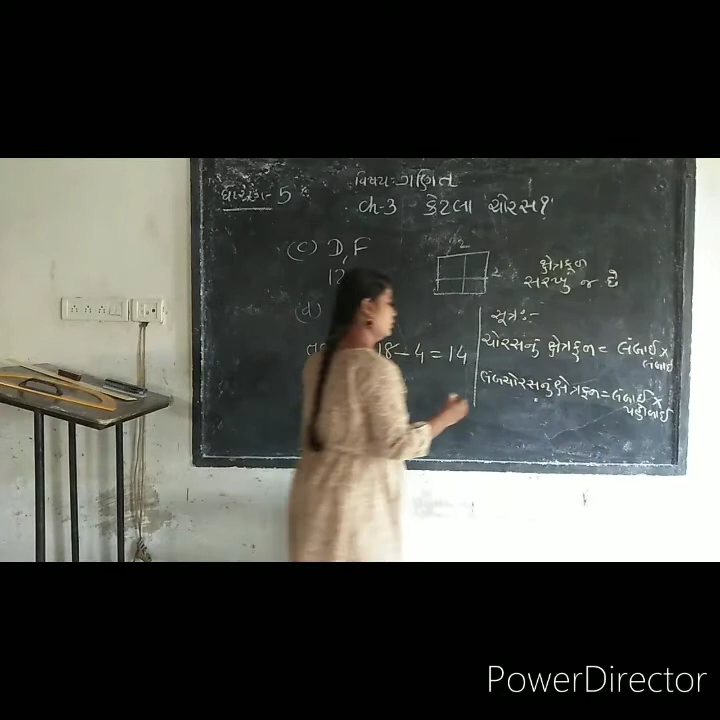 ધોરણ- 5
વિષય:- ગણિત
ch-3 કેટલા ચોરસ?
(c) D, F
12
2
2
ક્ષેત્રફળ
સરખુ જ છે
(d)
18 - 4 = 14
સૂત્ર:-
ચોરસનું ક્ષેત્રફળ = લંબાઈ x
લંબાઈ
લંબચોરસનું ક્ષેત્રફળ = લંબાઈ x
પહોળાઈ
PowerDirector